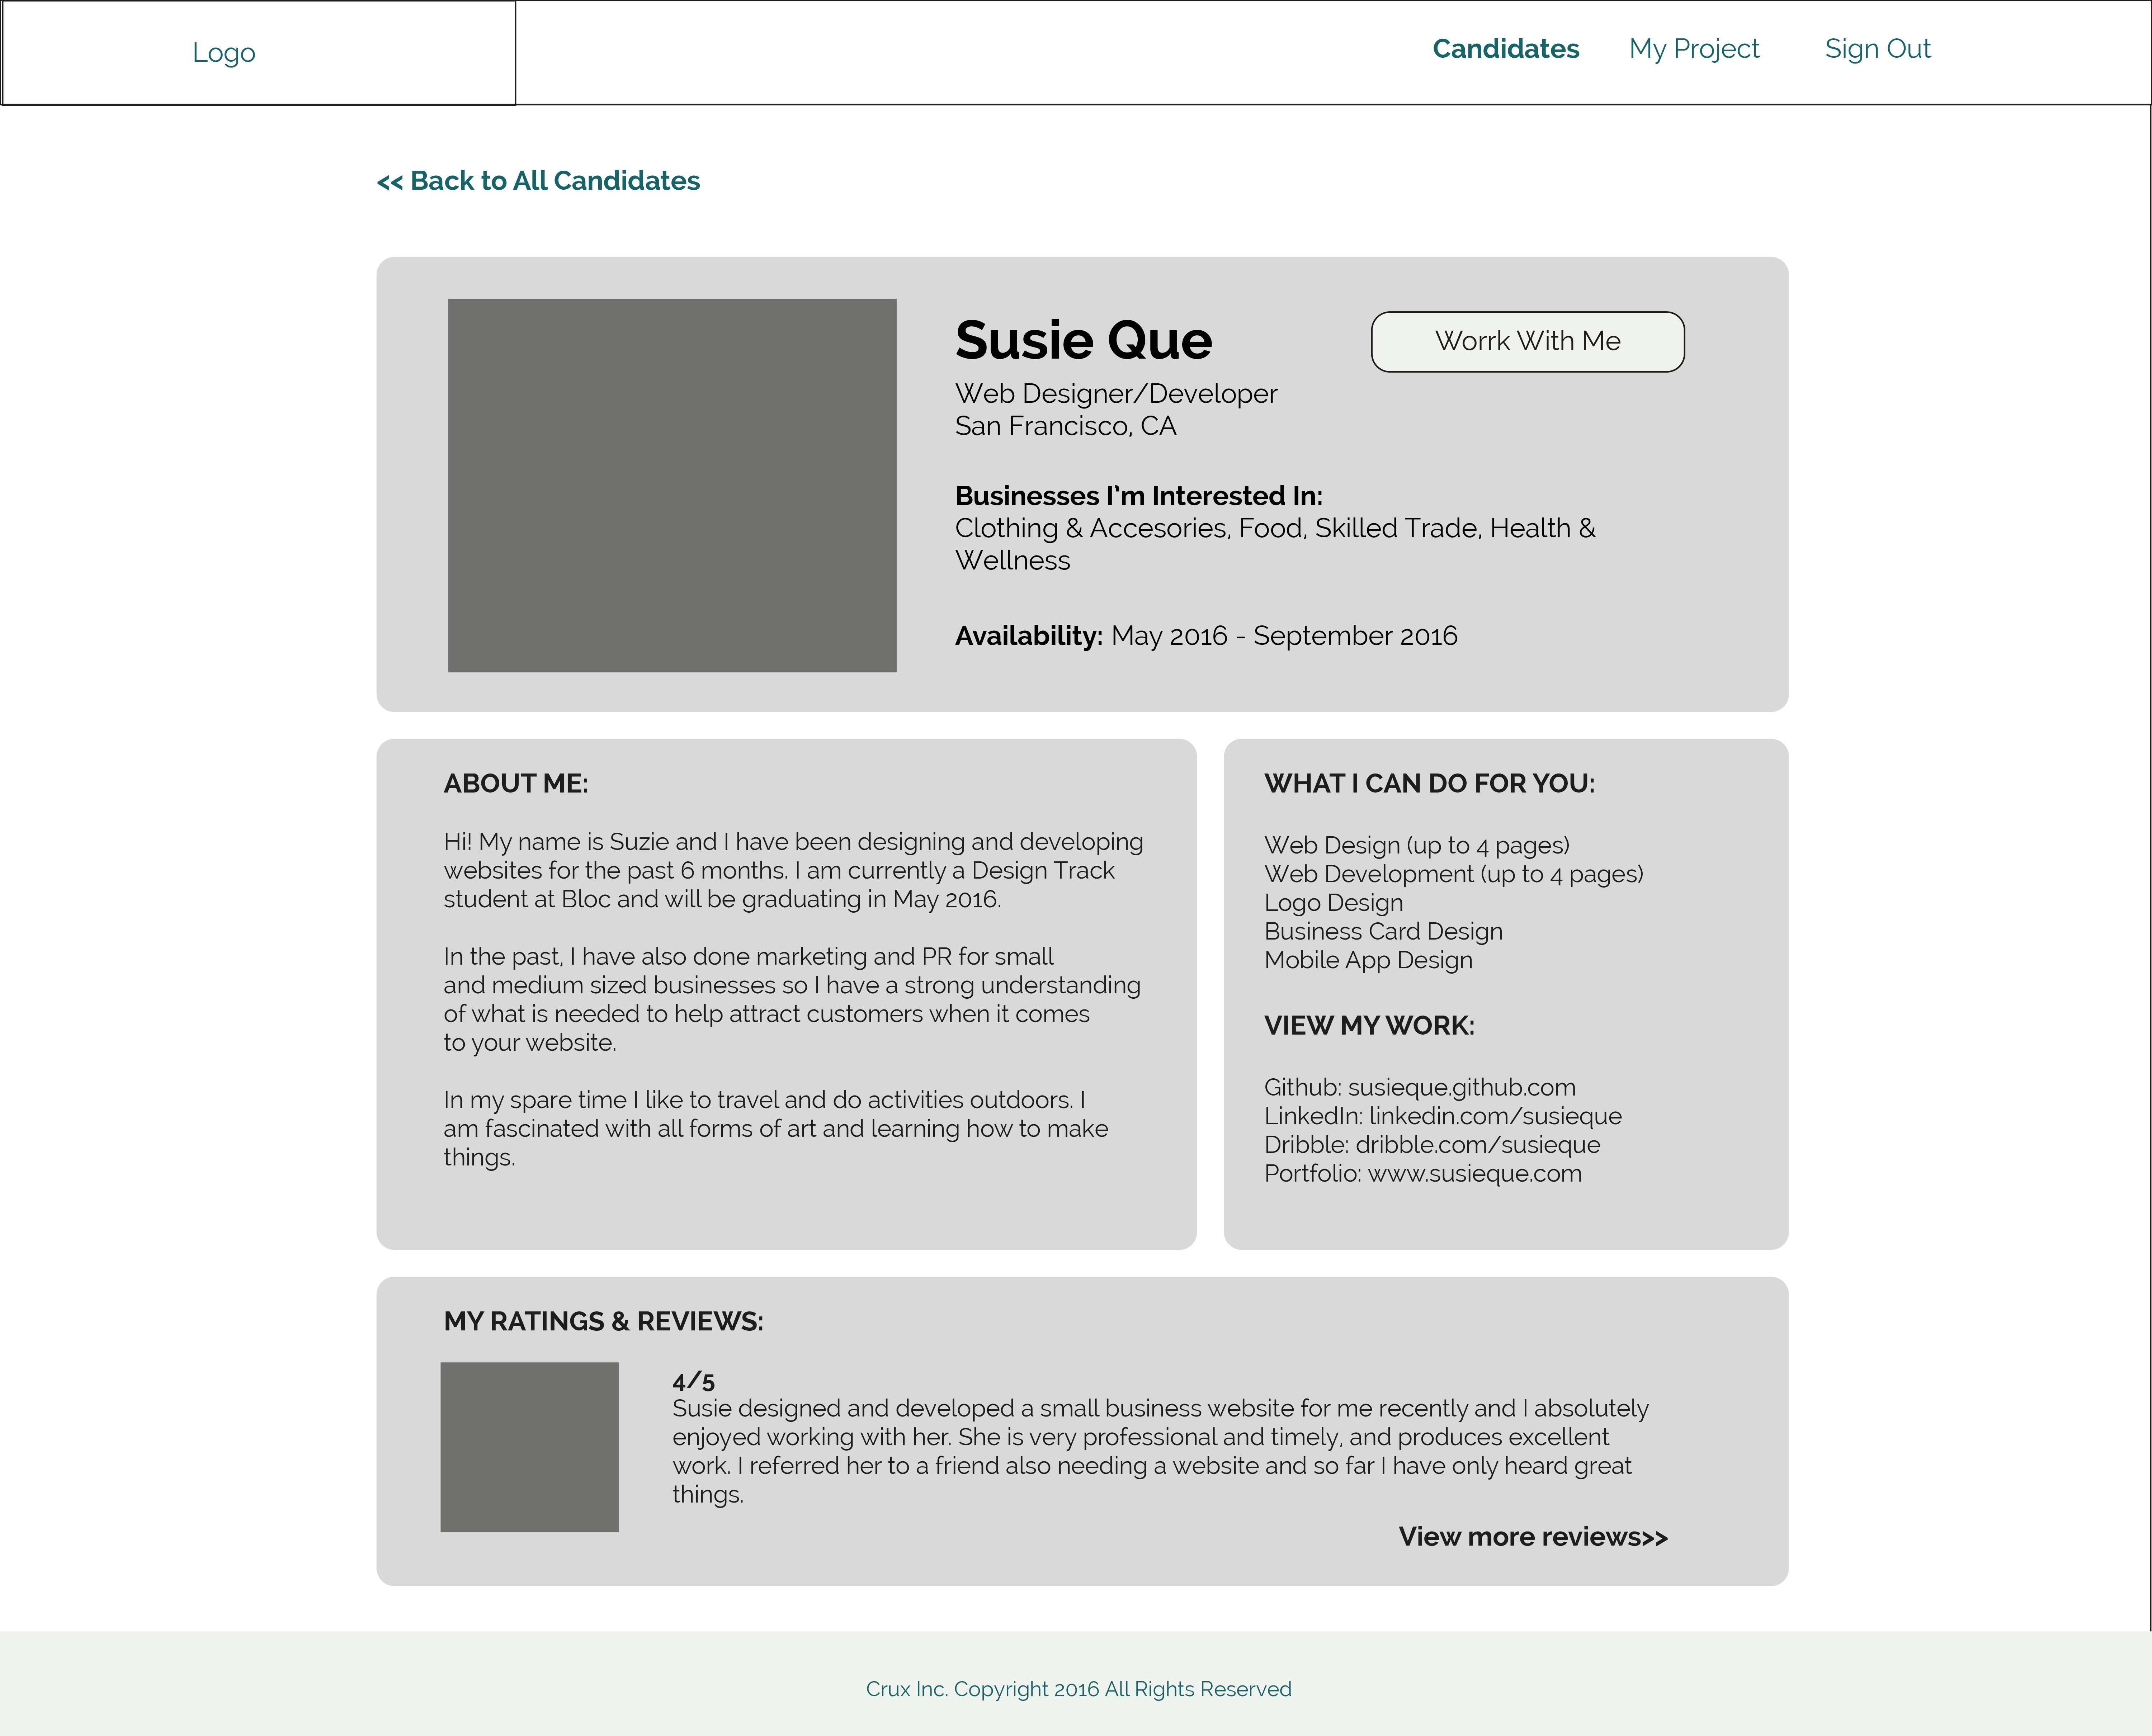 Logo
Candidates
My Project
Sign Out
<< Back to All Candidates
Susie Que
Worrk With Me
Web Designer/Developer
San Francisco, CA
Businesses I'm Interested In:
Clothing & Accesories, Food, Skilled Trade, Health &
Wellness
Availability: May 2016 - September 2016
ABOUT ME:
Hi! My name is Suzie and I have been designing and developing
websites for the past 6 months. I am currently a Design Track
student at Bloc and will be graduating in May 2016.
In the past, I have also done marketing and PR for small
and medium sized businesses so I have a strong understanding
of what is needed to help attract customers when it comes
to your website.
In my spare time I like to travel and do activities outdoors. I
am fascinated with all forms of art and learning how to make
things.
WHAT I CAN DO FOR YOU:
Web Design (up to 4 pages)
Web Development (up to 4 pages)
Logo Design
Business Card Design
Mobile App Design
VIEW MY WORK:
Github: susieque.github.com
LinkedIn: linkedin.com/susieque
Dribble: dribble.com/susieque
Portfolio: www.susieque.com
MY RATINGS & REVIEWS:
4/5
Susie designed and developed a small business website for me recently and I absolutely
enjoyed working with her. She is very professional and timely, and produces excellent
work. I referred her to a friend also needing a website and so far I have only heard great
things.
View more reviews>>
Crux Inc. Copyright 2016 All Rights Reserved